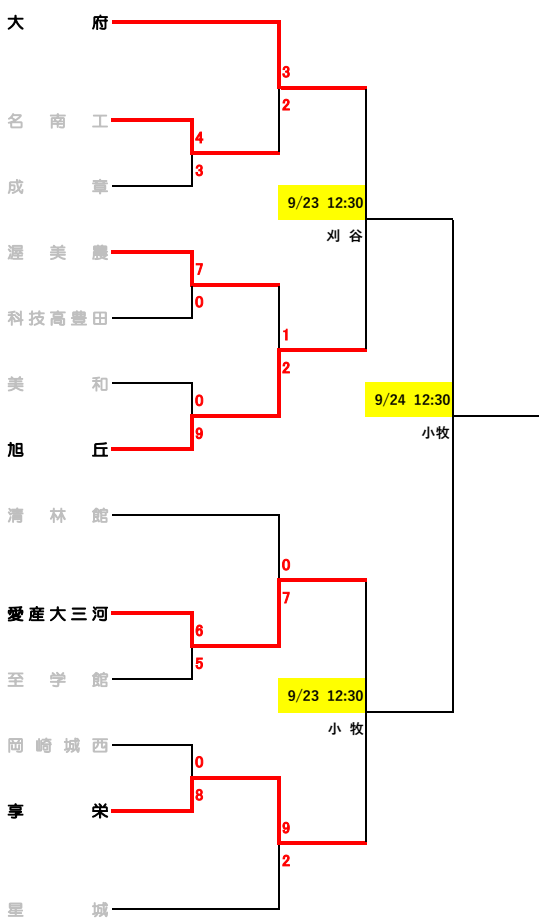 大府
3
2
名南工
4
3
成章
9/23 12:30
刈谷
渥美農
7
0
科技高豊田
1
2
美和
0
9
旭丘
9/24 12:30
小牧
清林館
0
7
愛産大三河
6
5
至学館
9/23 12:30
小牧
岡崎城西
0
8
享栄
9
2
星城